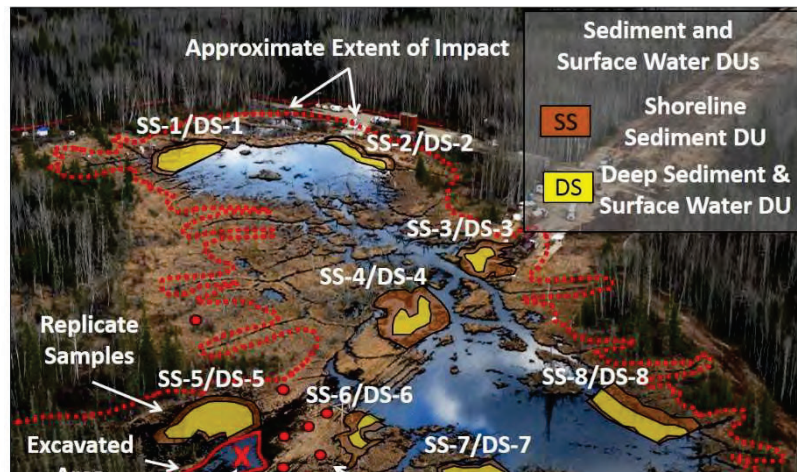 Approximate Extent of Impact
Sediment and
Surface Water DUs
SS
Shoreline
Sediment DU
DS
Deep Sediment &
Surface Water DU
SS-1/DS-1
SS-2/DS-2
SS-3/DS-3
SS-4/DS-4
Replicate
Samples
SS-5/DS-5
SS-6/DS-6
SS-8/DS-8
SS-7/DS-7
Excavated
X